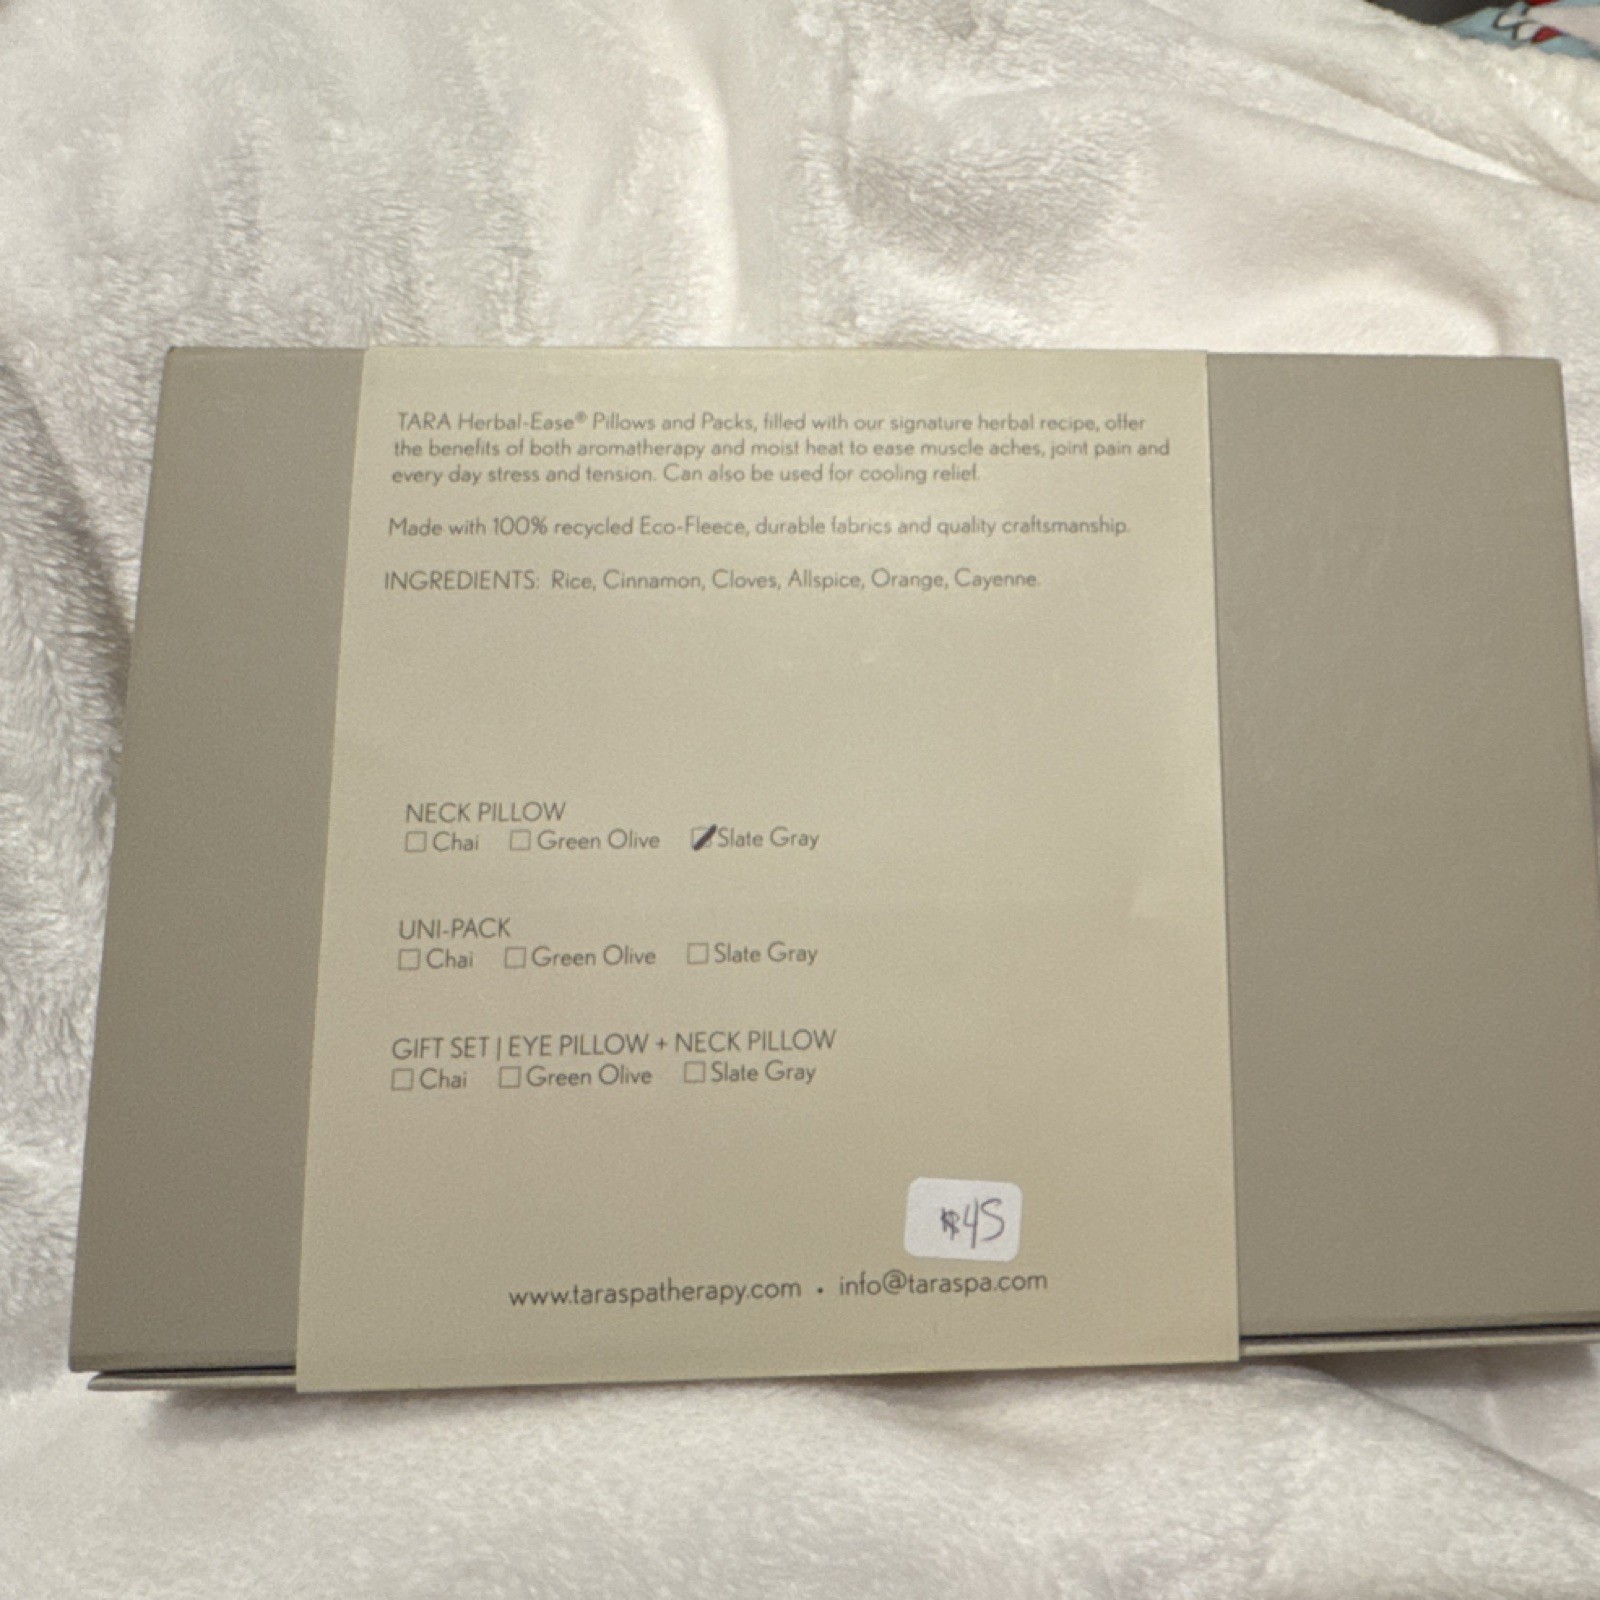 TARA Herbal-Ease® Pillows and Packs, filled with our signature herbal recipe, offer
the benefits of both aromatherapy and moist heat to ease muscle aches, joint pain and
every day stress and tension. Can also be used for cooling relief.
Made with 100% recycled Eco-Fleece, durable fabrics and quality craftsmanship.
INGREDIENTS: Rice, Cinnamon, Cloves, Allspice, Orange, Cayenne.
NECK PILLOW
Chai Green Olive Slate Gray
UNI-PACK
Chai Green Olive Slate Gray
GIFT SET | EYE PILLOW + NECK PILLOW
Chai Green Olive Slate Gray
$45
www.taraspatherapy.com • info@taraspa.com